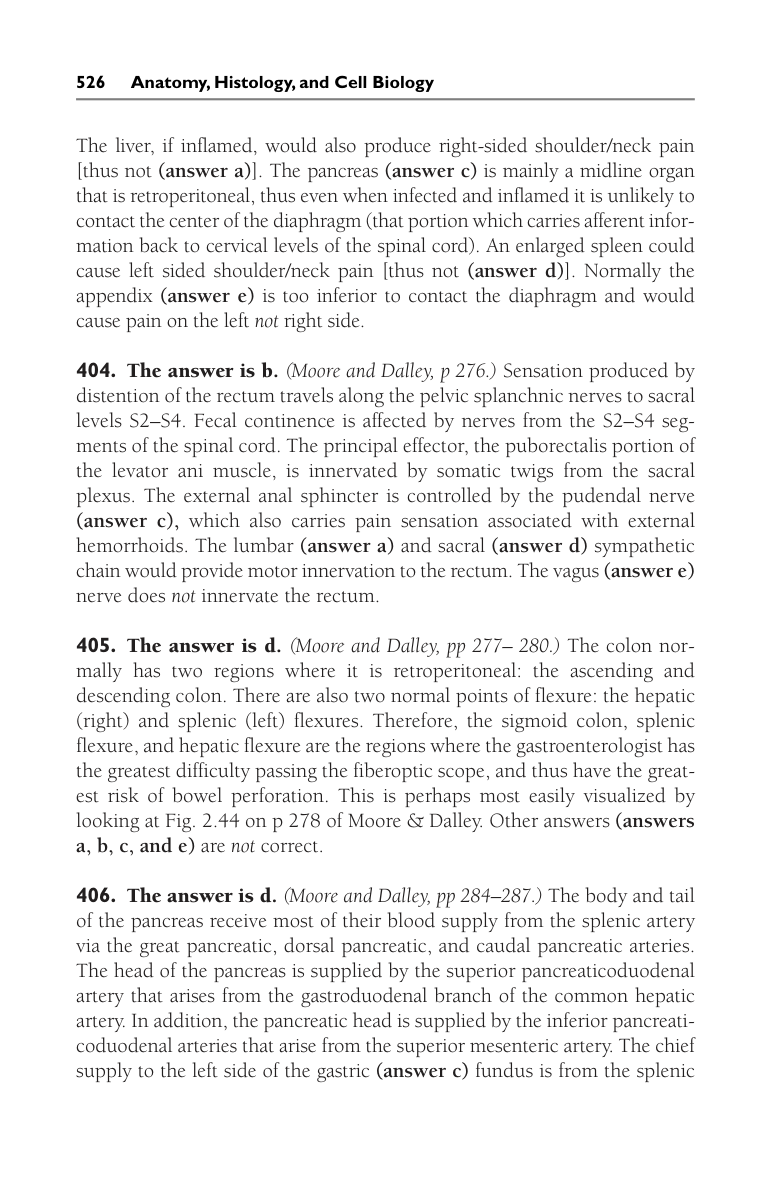 526 Anatomy, Histology, and Cell Biology
The liver, if inflamed, would also produce right-sided shoulder/neck pain
[thus not (answer a)]. The pancreas (answer c) is mainly a midline organ
that is retroperitoneal, thus even when infected and inflamed it is unlikely to
contact the center of the diaphragm (that portion which carries afferent infor-
mation back to cervical levels of the spinal cord). An enlarged spleen could
cause left sided shoulder/neck pain [thus not (answer d)]. Normally the
appendix (answer e) is too inferior to contact the diaphragm and would
cause pain on the left not right side.
404. The answer is b. (Moore and Dalley, p 276.) Sensation produced by
distention of the rectum travels along the pelvic splanchnic nerves to sacral
levels S2–S4. Fecal continence is affected by nerves from the S2–S4 seg-
ments of the spinal cord. The principal effector, the puborectalis portion of
the levator ani muscle, is innervated by somatic twigs from the sacral
plexus. The external anal sphincter is controlled by the pudendal nerve
(answer c), which also carries pain sensation associated with external
hemorrhoids. The lumbar (answer a) and sacral (answer d) sympathetic
chain would provide motor innervation to the rectum. The vagus (answer e)
nerve does not innervate the rectum.
405. The answer is d. (Moore and Dalley, pp 277– 280.) The colon nor-
mally has two regions where it is retroperitoneal: the ascending and
descending colon. There are also two normal points of flexure: the hepatic
(right) and splenic (left) flexures. Therefore, the sigmoid colon, splenic
flexure, and hepatic flexure are the regions where the gastroenterologist has
the greatest difficulty passing the fiberoptic scope, and thus have the great-
est risk of bowel perforation. This is perhaps most easily visualized by
looking at Fig. 2.44 on p 278 of Moore & Dalley. Other answers (answers
a, b, c, and e) are not correct.
406. The answer is d. (Moore and Dalley, pp 284–287.) The body and tail
of the pancreas receive most of their blood supply from the splenic artery
via the great pancreatic, dorsal pancreatic, and caudal pancreatic arteries.
The head of the pancreas is supplied by the superior pancreaticoduodenal
artery that arises from the gastroduodenal branch of the common hepatic
artery. In addition, the pancreatic head is supplied by the inferior pancreati-
coduodenal arteries that arise from the superior mesenteric artery. The chief
supply to the left side of the gastric (answer c) fundus is from the splenic